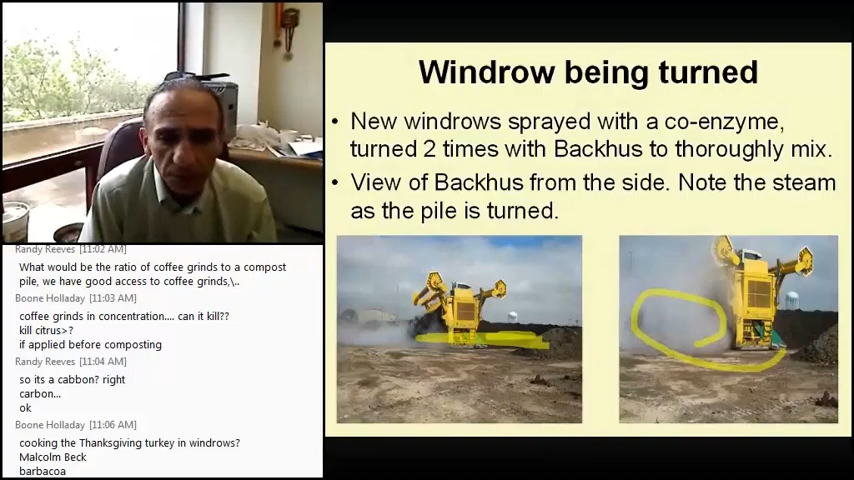 Windrow being turned
• New windrows sprayed with a co-enzyme,
turned 2 times with Backhus to thoroughly mix.
• View of Backhus from the side. Note the steam
as the pile is turned.
Randy Reeves [11:02 AM]
What would be the ratio of coffee grinds to a compost
pile, we have good access to coffee grinds,\..
Boone Holladay [11:03 AM]
coffee grinds in concentration.... can it kill??
kill citrus>?
if applied before composting
Randy Reeves [11:04 AM]
so its a cabbon? right
carbon...
ok
Boone Holladay [11:06 AM]
cooking the Thanksgiving turkey in windrows?
Malcolm Beck
barbacoa